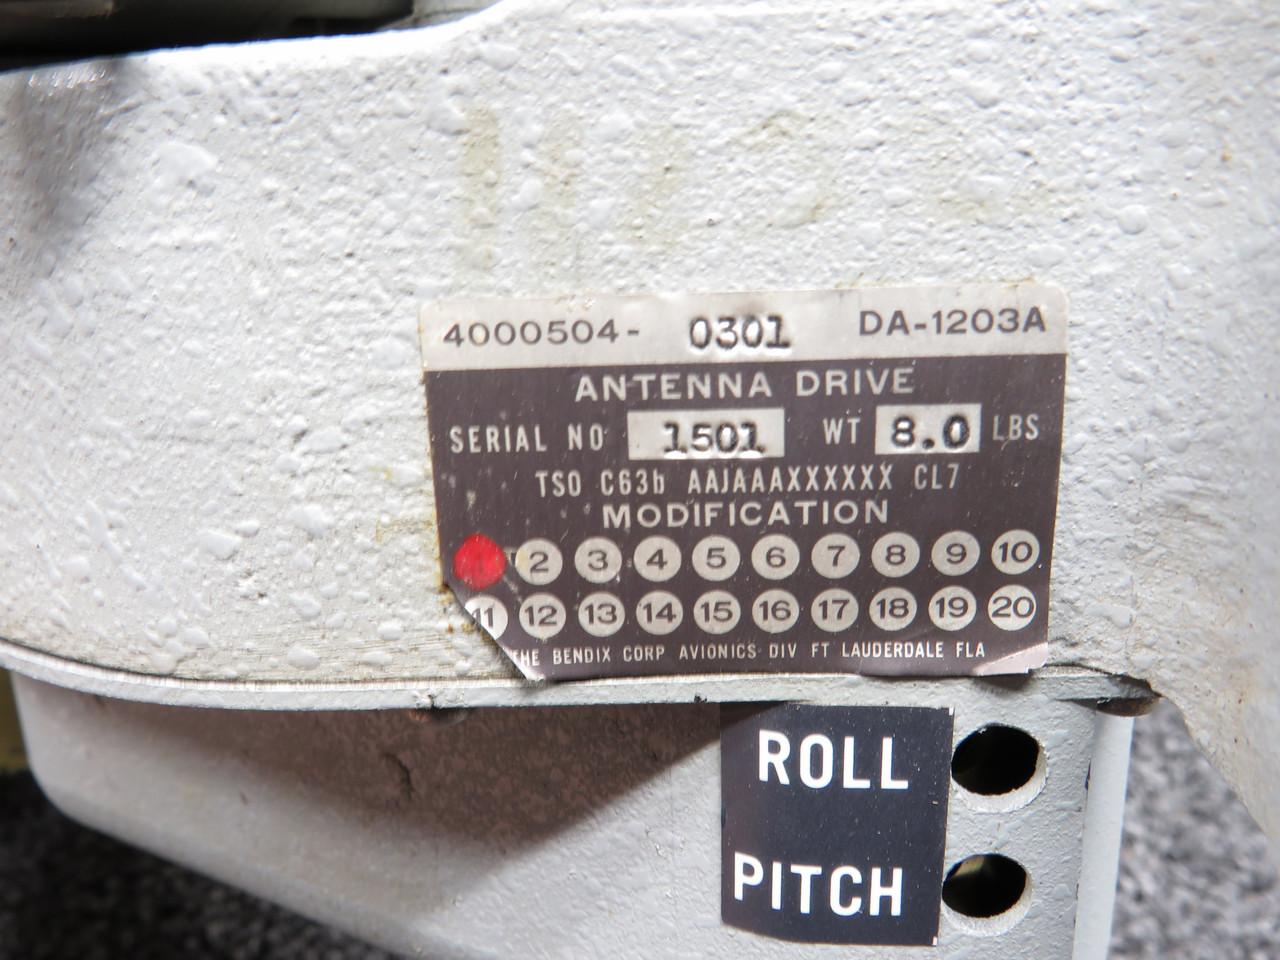 4000504- 0301 DA-1203A
ANTENNA DRIVE
SERIAL NO 1501 WT 8.0 LBS
TSO C63b AAJAAAXXXXXX CL7
MODIFICATION
2 3 4 5 6 7 8 9 10
11 12 13 14 15 16 17 18 19 20
THE BENDIX CORP AVIONICS DIV FT LAUDERDALE FLA
ROLL
PITCH